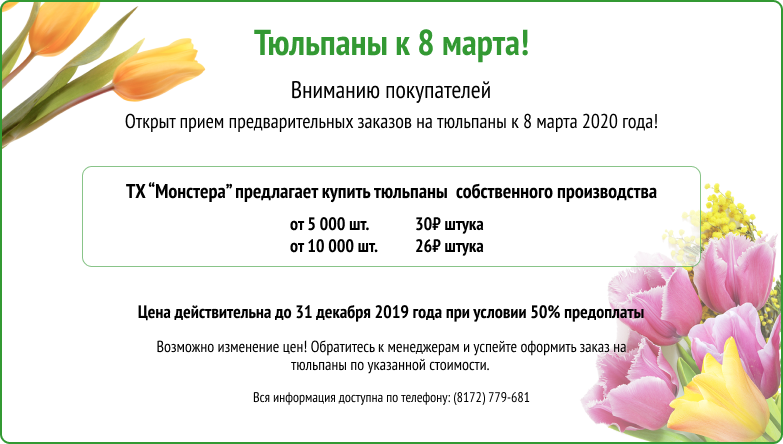 Тюльпаны к 8 марта!
Вниманию покупателей
Открыт прием предварительных заказов на тюльпаны к 8 марта 2020 года!
ТХ “Монстера” предлагает купить тюльпаны собственного производства
от 5 000 шт. 30₽ штука
от 10 000 шт. 26₽ штука
Цена действительна до 31 декабря 2019 года при условии 50% предоплаты
Возможно изменение цен! Обратитесь к менеджерам и успейте оформить заказ на
тюльпаны по указанной стоимости.
Вся информация доступна по телефону: (8172) 779-681